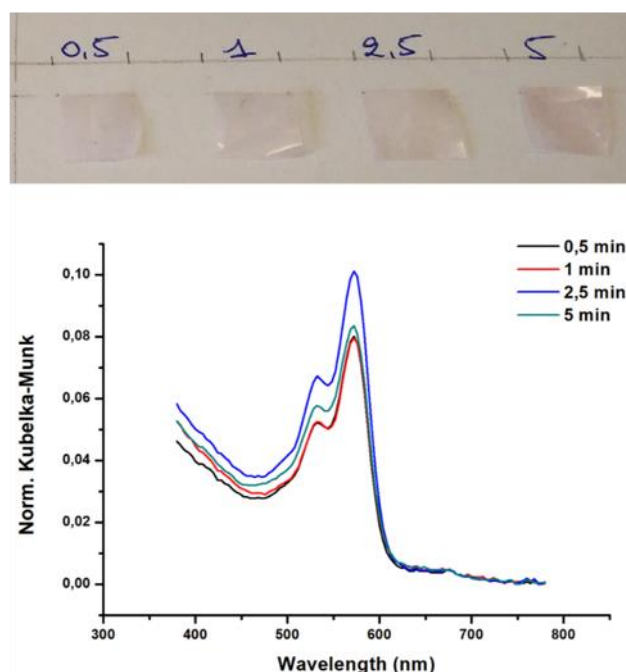 0,5 1 2,5 5
0,5 min
1 min
2,5 min
5 min
0,10
0,08
0,06
0,04
0,02
0,00
Norm. Kubelka-Munk
300 400 500 600 700 800
Wavelength (nm)